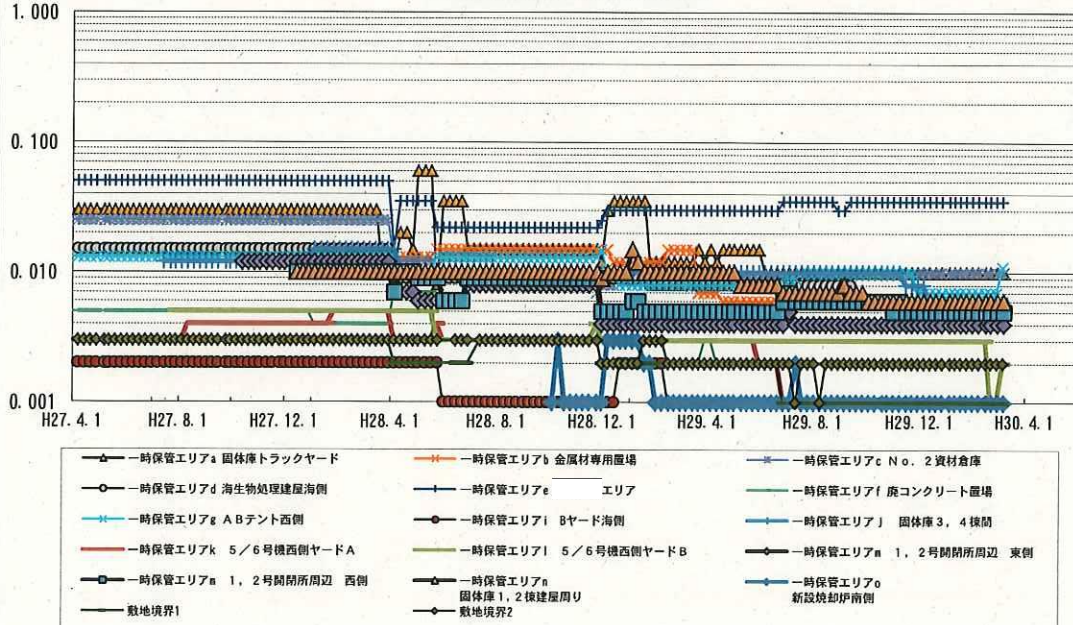 1.000
0.100
0.010
0.001
H27.4.1 H27.8.1 H27.12.1 H28.4.1 H28.8.1 H28.12.1 H29.4.1 H29.8.1 H29.12.1 H30.4.1
一時保管エリアa 固体庫トラックヤード 一時保管エリアb 金属材専用置場 一時保管エリアc No.2資材倉庫
一時保管エリアd 海生物処理建屋海側 一時保管エリアe エリア 一時保管エリアf 廃コンクリート置場
一時保管エリアg ABテント西側 一時保管エリアi Bヤード海側 一時保管エリアJ 固体庫3,4棟間
一時保管エリアk 5/6号機西側ヤードA 一時保管エリアl 5/6号機西側ヤードB 一時保管エリアm 1,2号開閉所周辺 東側
一時保管エリアm 1,2号開閉所周辺 西側 一時保管エリアn 一時保管エリアo
固体庫1,2棟建屋周り 新設焼却炉南側
敷地境界1 敷地境界2